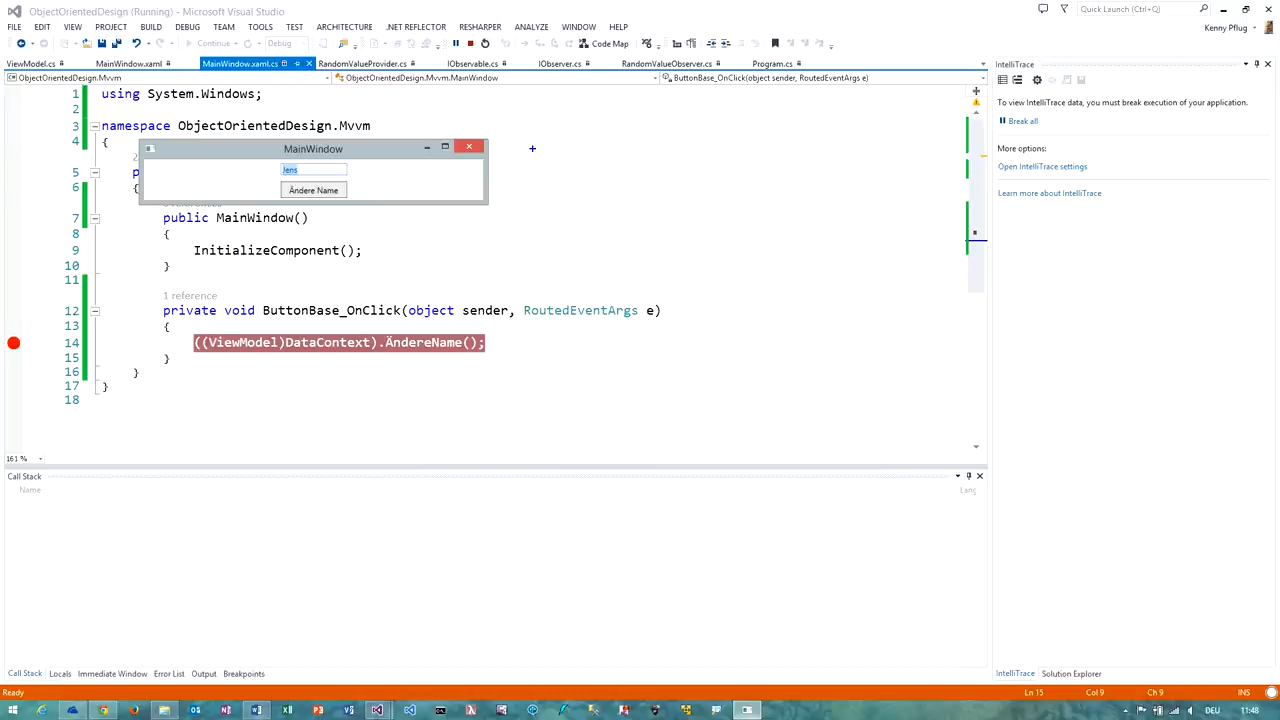 ObjectOrientedDesign (Running) - Microsoft Visual Studio
Quick Launch (Ctrl+Q)
FILE EDIT VIEW PROJECT BUILD DEBUG TEAM TOOLS TEST ARCHITECTURE .NET REFLECTOR RESHARPER ANALYZE WINDOW HELP
Kenny Pflug
Continue Debug Code Map
ViewModel.cs MainWindow.xaml MainWindow.xaml.cs RandomValueProvider.cs IObservable.cs IObserver.cs RandomValueObserver.cs Program.cs
ObjectOrientedDesign.Mvvm ObjectOrientedDesign.Mvvm.MainWindow ButtonBase_OnClick(object sender, RoutedEventArgs e)
1 using System.Windows;
2
3 namespace ObjectOrientedDesign.Mvvm
4 {
MainWindow
Jens
Ändere Name
5 p
6 {
7 public MainWindow()
8 {
9 InitializeComponent();
10 }
11
1 reference
12 private void ButtonBase_OnClick(object sender, RoutedEventArgs e)
13 {
14 ((ViewModel)DataContext).ÄndereName();
15 }
16 }
17 }
18
161 %
Call Stack
Name Lang
Call Stack Locals Immediate Window Error List Output Breakpoints
IntelliTrace
To view IntelliTrace data, you must break execution of your application.
Break all
More options:
Open IntelliTrace settings
Learn more about IntelliTrace
IntelliTrace Solution Explorer
Ready Ln 15 Col 9 Ch 9 INS
DEU 11:48